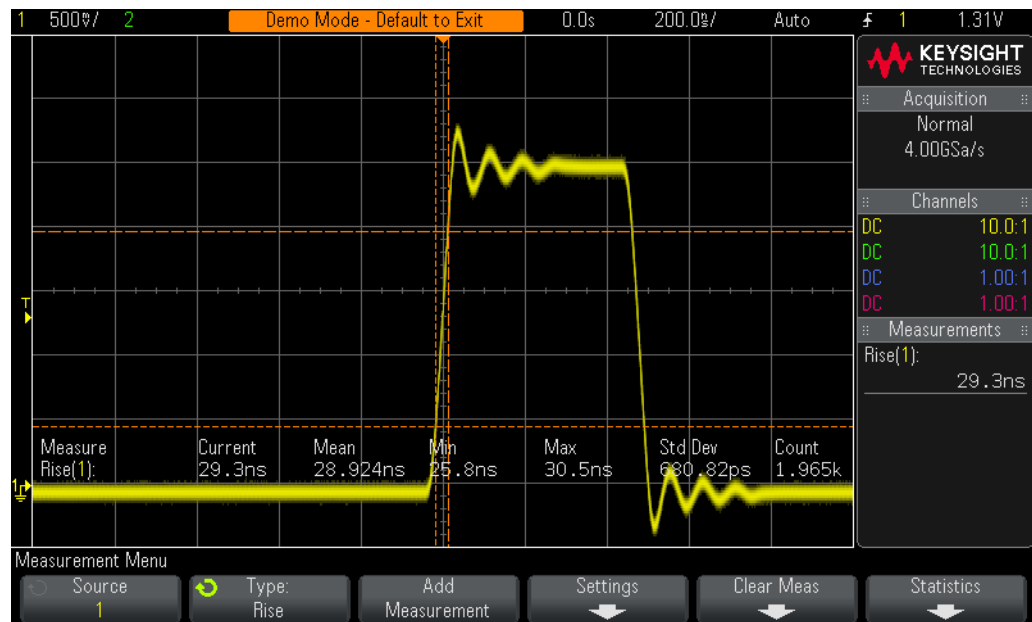 1 500mV/ 2 Demo Mode - Default to Exit 0.0s 200.0ns/ Auto 1 1.31V
KEYSIGHT
TECHNOLOGIES
Acquisition
Normal
4.00GSa/s
Channels
DC 10.0:1
DC 10.0:1
DC 1.00:1
DC 1.00:1
Measurements
Rise(1):
29.3ns
T
1
Measure Current Mean Min Max Std Dev Count
Rise(1): 29.3ns 28.924ns 25.8ns 30.5ns 680.82ps 1.965k
Measurement Menu
Source Type: Add Settings Clear Meas Statistics
1 Rise Measurement